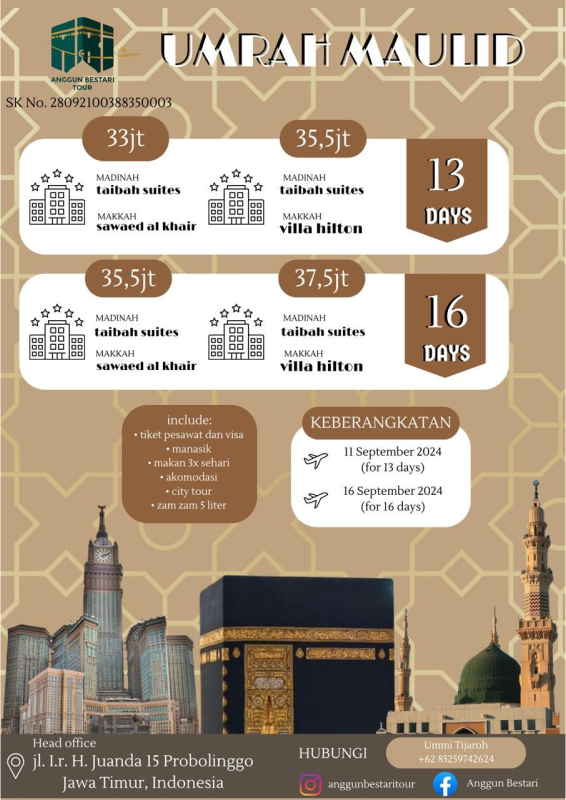 ANGGUN BESTARI
TOUR
UMRAH MAULID
SK No. 28092100388350003
33jt
MADINAH
taibah suites
MAKKAH
sawaed al khair
35,5jt
MADINAH
taibah suites
MAKKAH
villa hilton
13
DAYS
35,5jt
MADINAH
taibah suites
MAKKAH
sawaed al khair
37,5jt
MADINAH
taibah suites
MAKKAH
villa hilton
16
DAYS
include:
• tiket pesawat dan visa
• manasik
• makan 3x sehari
• akomodasi
• city tour
• zam zam 5 liter
KEBERANGKATAN
11 September 2024
(for 13 days)
16 September 2024
(for 16 days)
Head office
jl. I.r. H. Juanda 15 Probolinggo
Jawa Timur, Indonesia
HUBUNGI
Ummi Tijaroh
+62 85259742624
anggunbestaritour
Anggun Bestari